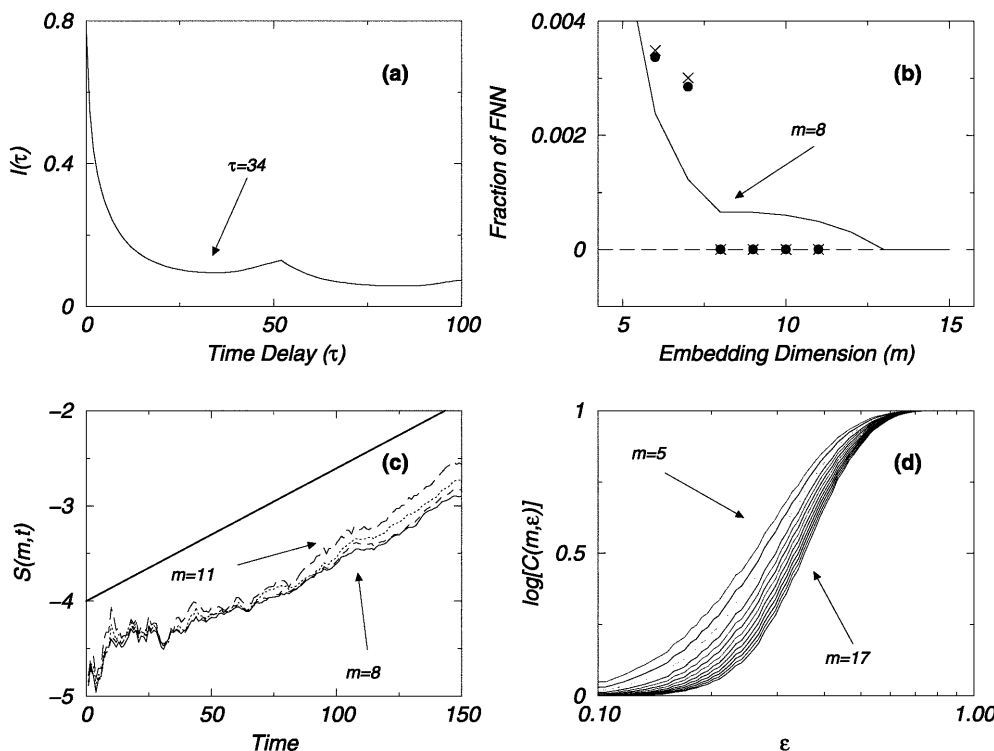 0.8
0.4
0
I(τ)
(a)
τ=34
0
50
100
Time Delay (τ)
0.004
0.002
0
Fraction of FNN
(b)
m=8
5
10
15
Embedding Dimension (m)
−2
−3
−4
−5
S(m,t)
(c)
m=11
m=8
0
50
100
150
Time
1
0.5
0
log[C(m,ε)]
(d)
m=5
m=17
0.10
1.00
ε